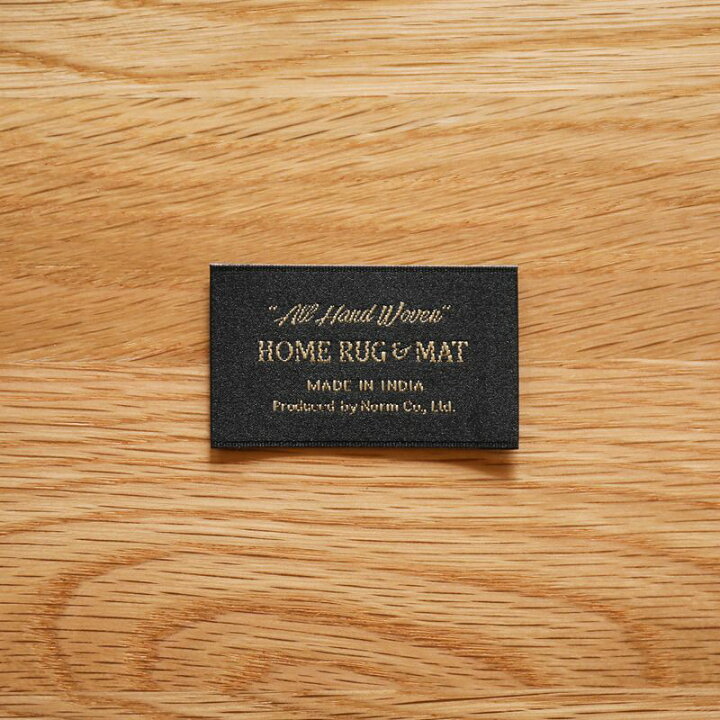 "All Hand Woven"
HOME RUG & MAT
MADE IN INDIA
Produced by Norm Co., Ltd.